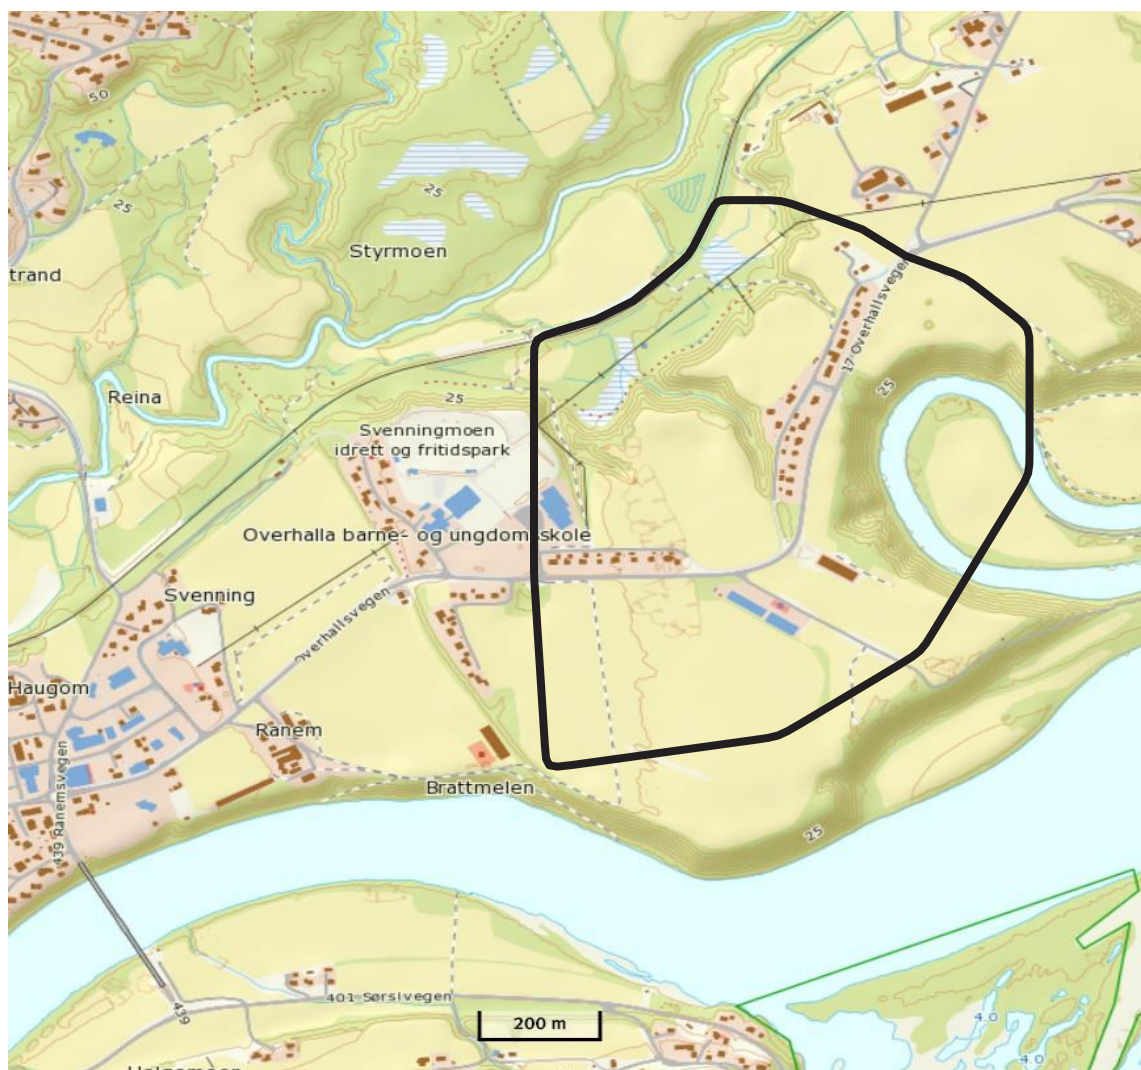 50
25
25
Styrmoen
trand
17 Overhallsvegen
25
Reina
25
Svenningmoen
idrett og fritidspark
Overhalla barne- og ungdomsskole
Svenning
Overhallsvegen
Haugom
Ranem
439 Ranemsvegen
Brattmelen
25
439
401 Sørsivegen
200 m
4.0
4.0